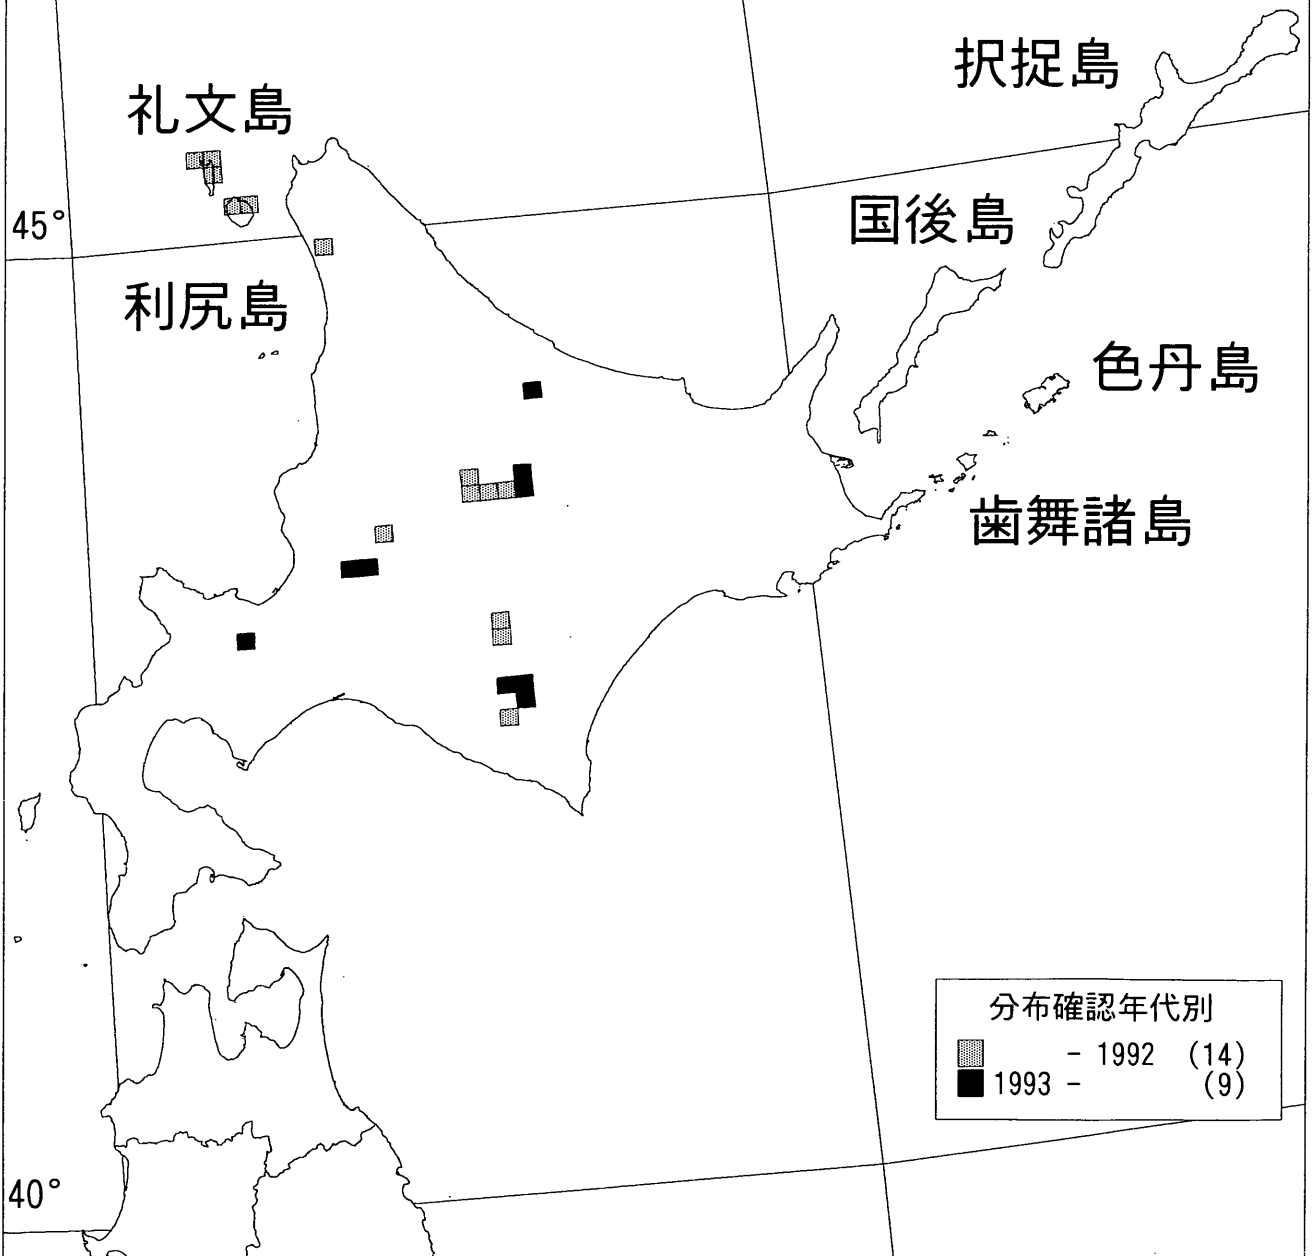 択捉島
礼文島
国後島
45°
利尻島
色丹島
歯舞諸島
分布確認年代別
- 1992 (14)
1993 - (9)
40°